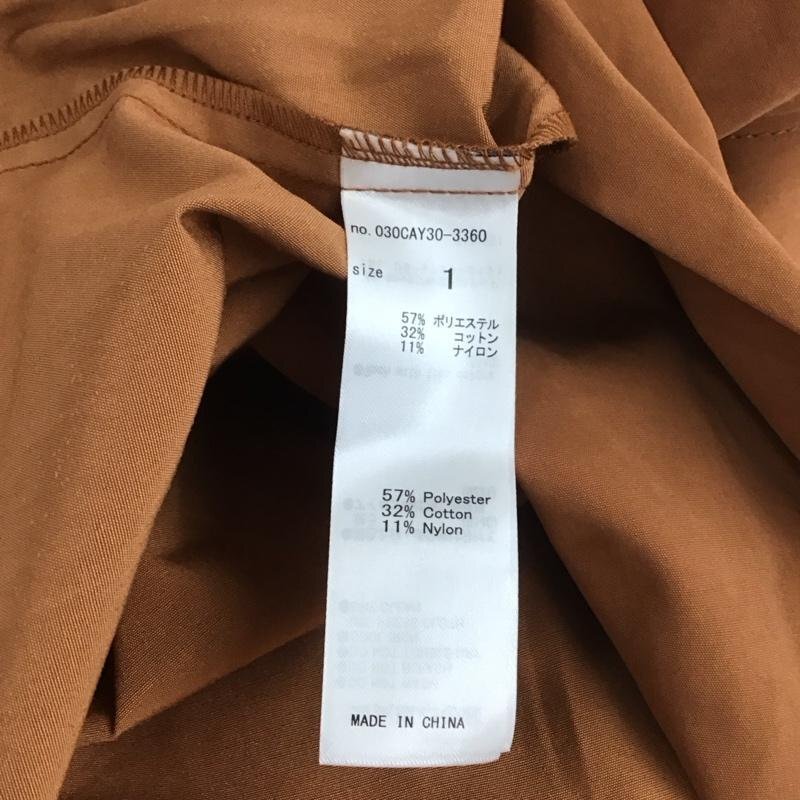 no. 030CAY30-3360
size 1
57% ポリエステル
32% コットン
11% ナイロン
57% Polyester
32% Cotton
11% Nylon
MADE IN CHINA